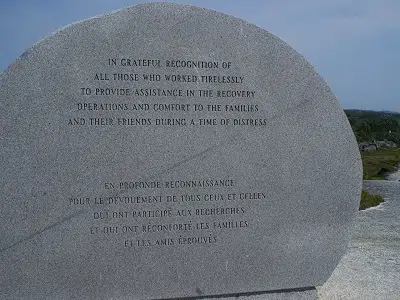 IN GRATEFUL RECOGNITION OF
ALL THOSE WHO WORKED TIRELESSLY
TO PROVIDE ASSISTANCE IN THE RECOVERY
OPERATIONS AND COMFORT TO THE FAMILIES
AND THEIR FRIENDS DURING A TIME OF DISTRESS
EN PROFONDE RECONNAISSANCE
POUR LE DÉVOUEMENT DE TOUS CEUX ET CELLES
QUI ONT PARTICIPÉ AUX RECHERCHES
ET QUI ONT RÉCONFORTÉ LES FAMILLES
ET LES AMIS ÉPROUVÉS